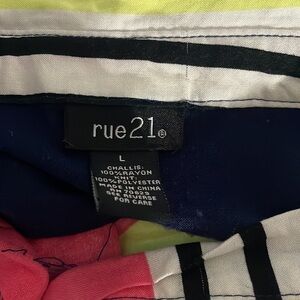 rue21®
L
CHALLIS:
100%RAYON
KNIT:
100%POLYESTER
MADE IN CHINA
SEE REVERSE
FOR CARE